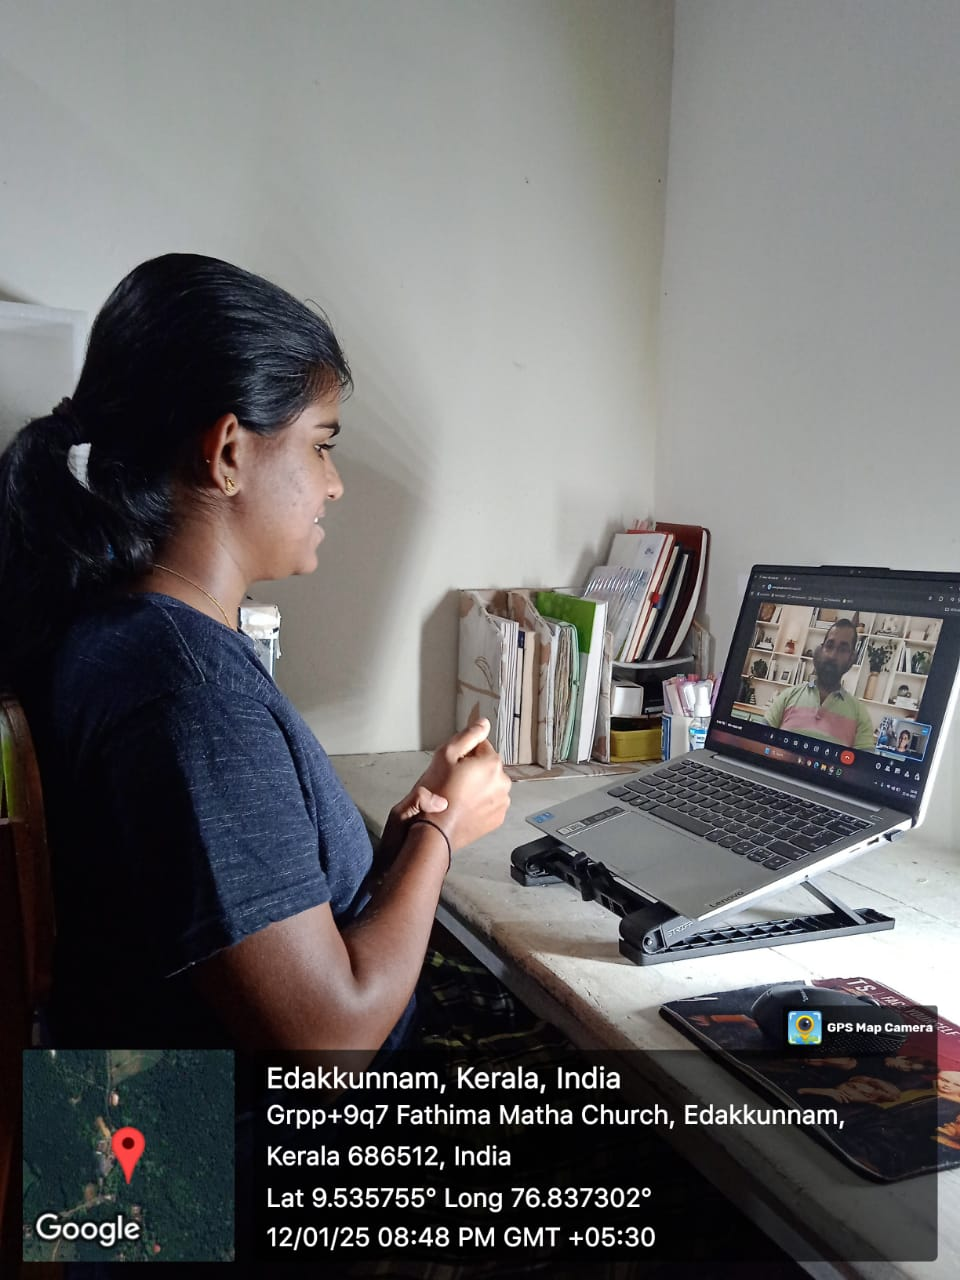 Lenovo
GPS Map Camera
Edakkunnam, Kerala, India
Grpp+9q7 Fathima Matha Church, Edakkunnam,
Kerala 686512, India
Lat 9.535755° Long 76.837302°
12/01/25 08:48 PM GMT +05:30
Google